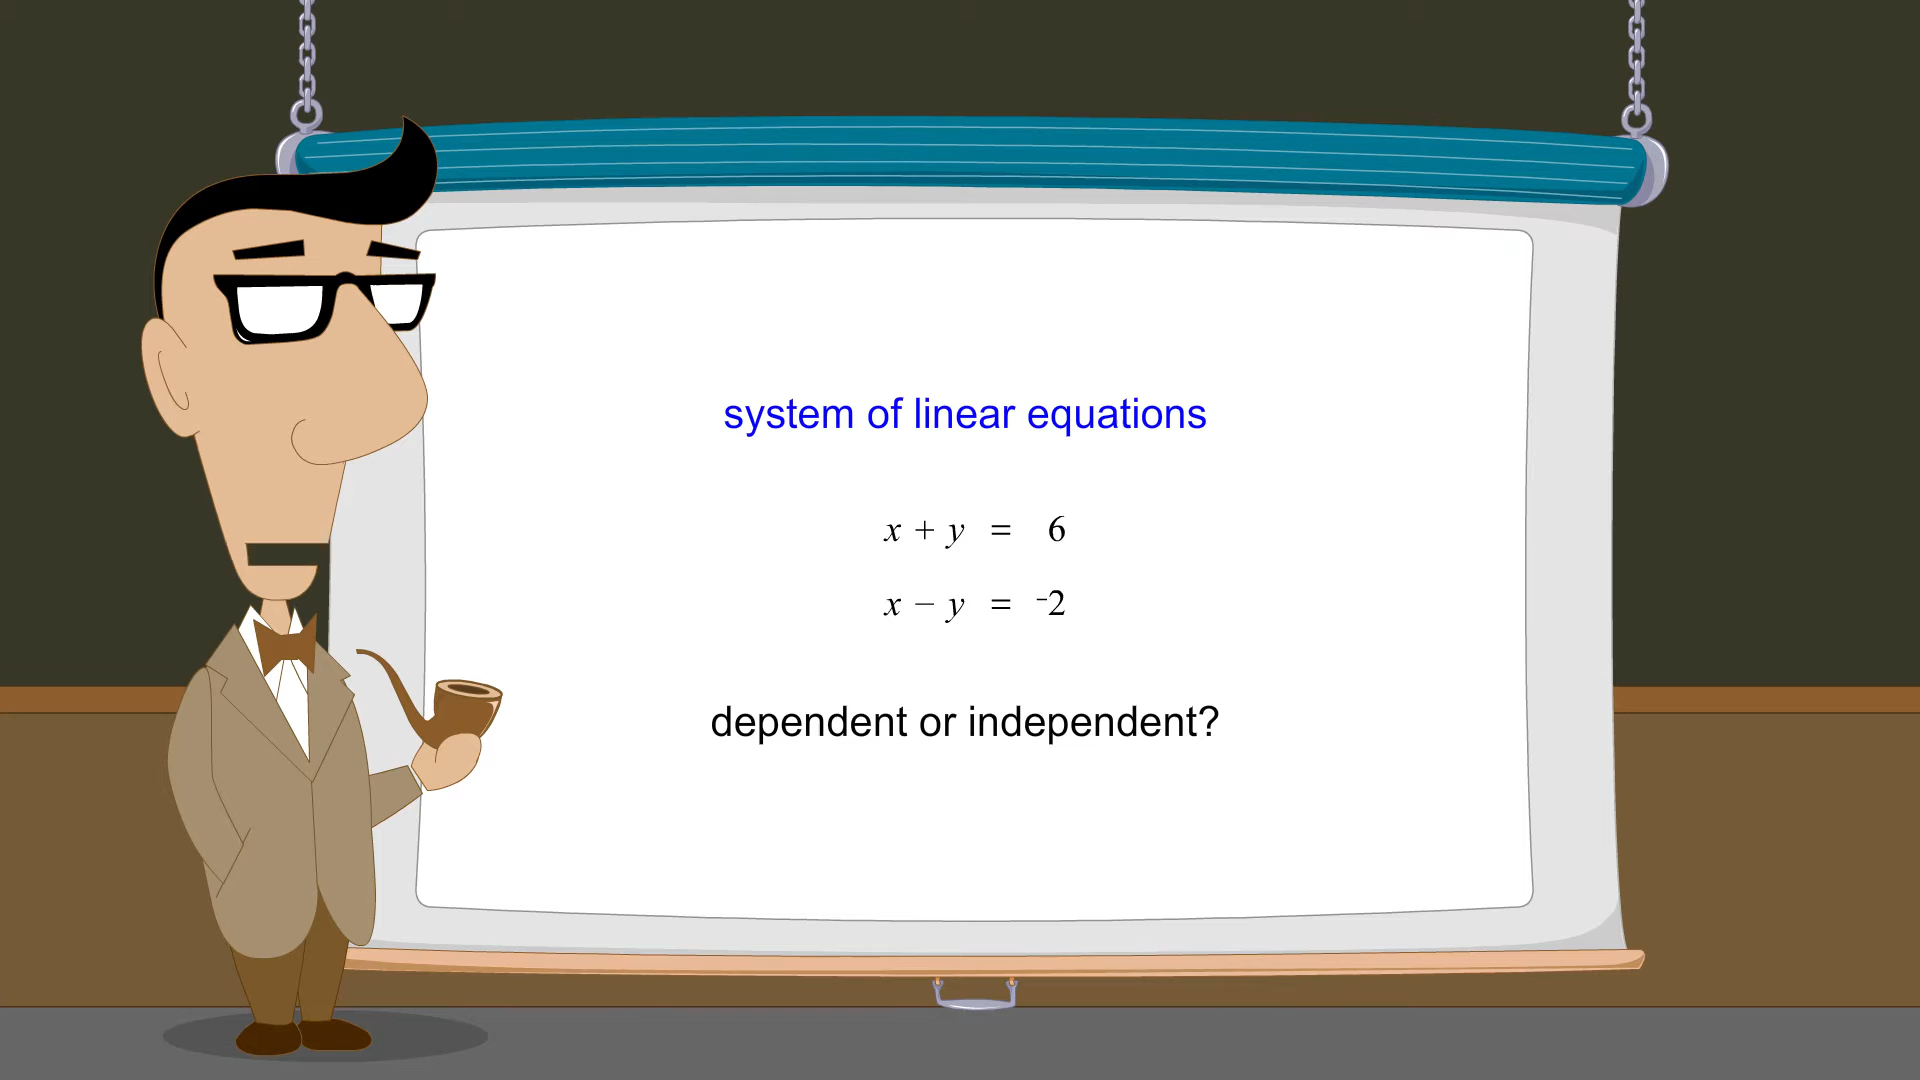 system of linear equations
x + y = 6
x − y = ⁻2
dependent or independent?